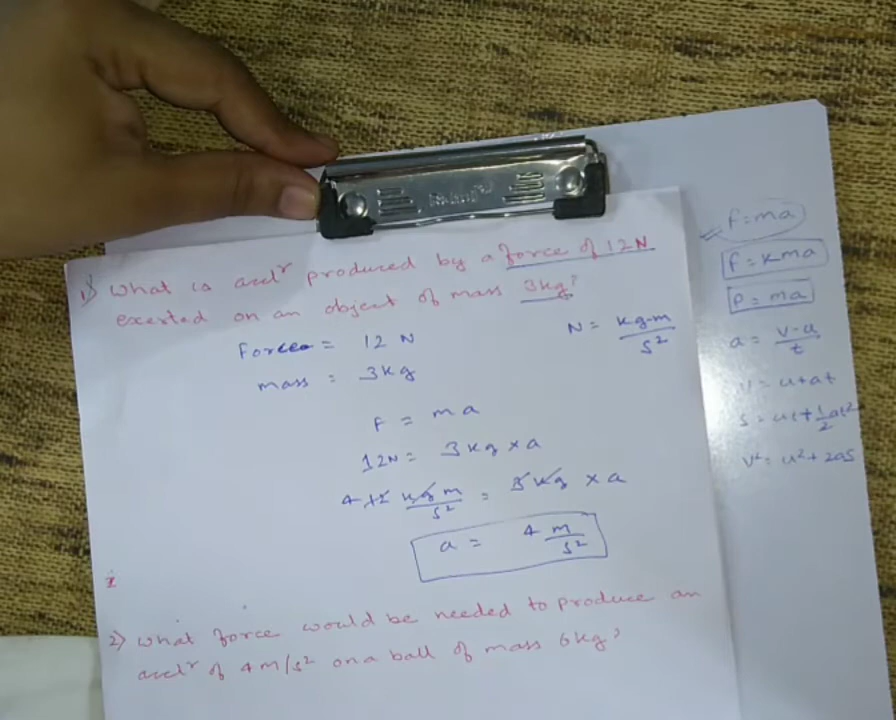 1) What is accl^r produced by a force of 12N
exerted on an object of mass 3kg?
Force = 12 N
mass = 3kg
N = kg-m/s²
F = ma
12N = 3kg × a
4 12 kg m/s² = 3 kg × a
a = 4 m/s²
2) What force would be needed to produce an
accl^r of 4m/s² on a ball of mass 6kg?
F=ma
F=kma
F=ma
a = v-u/t
v = u+at
s = ut+1/2at²
v² = u²+2as